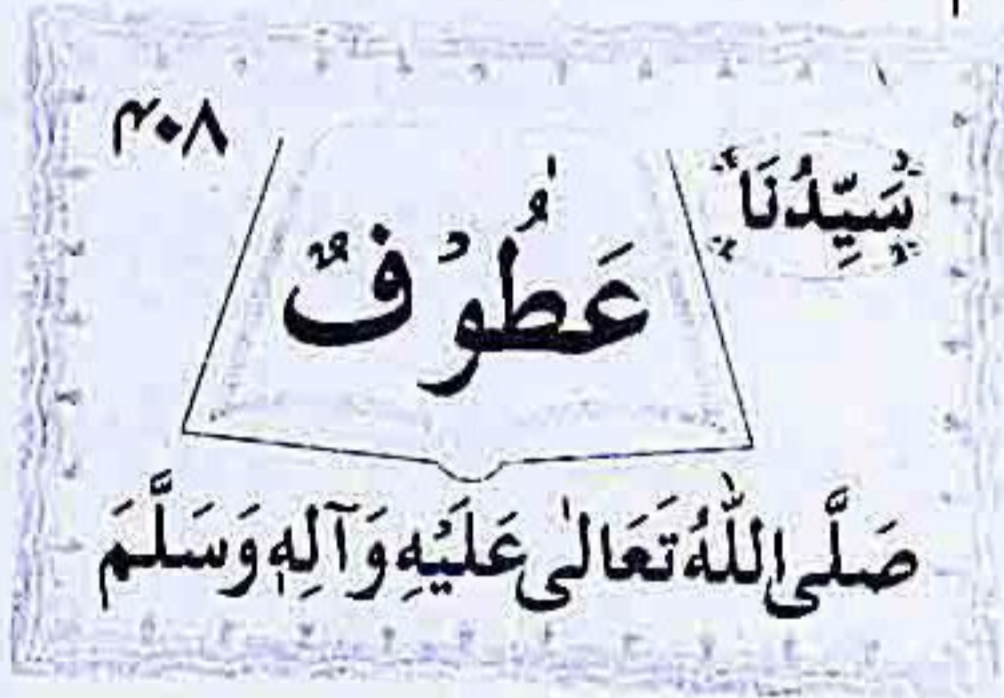 ۴۰۸
سَیِّدُنَا
عَطُوْفٌ
صَلَّی اللّٰهُ تَعَالٰی عَلَیْهِ وَآلِهٖ وَسَلَّمَ